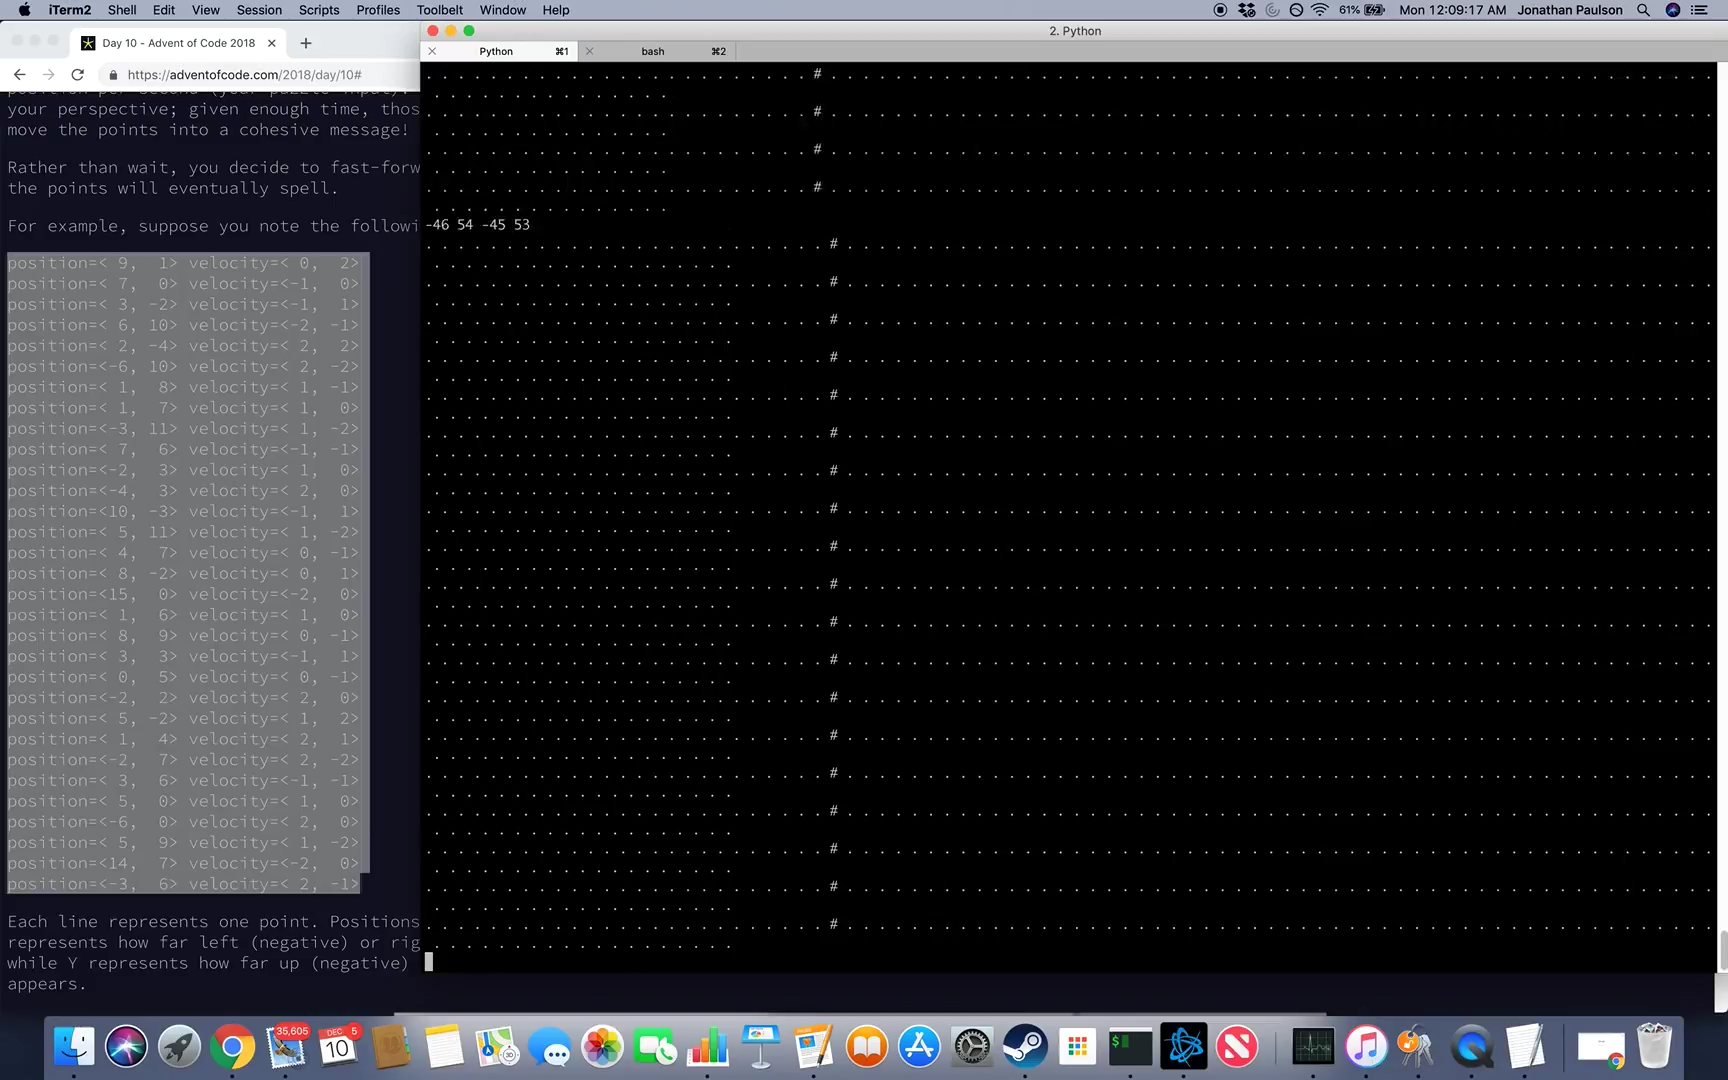 iTerm2 Shell Edit View Session Scripts Profiles Toolbelt Window Help 61% Mon 12:09:17 AM Jonathan Paulson
Day 10 - Advent of Code 2018
https://adventofcode.com/2018/day/10#
your perspective; given enough time, thos
move the points into a cohesive message!
Rather than wait, you decide to fast-forw
the points will eventually spell.
For example, suppose you note the followi
position=< 9,  1> velocity=< 0,  2>
position=< 7,  0> velocity=<-1,  0>
position=< 3, -2> velocity=<-1,  1>
position=< 6, 10> velocity=<-2, -1>
position=< 2, -4> velocity=< 2,  2>
position=<-6, 10> velocity=< 2, -2>
position=< 1,  8> velocity=< 1, -1>
position=< 1,  7> velocity=< 1,  0>
position=<-3, 11> velocity=< 1, -2>
position=< 7,  6> velocity=<-1, -1>
position=<-2,  3> velocity=< 1,  0>
position=<-4,  3> velocity=< 2,  0>
position=<10, -3> velocity=<-1,  1>
position=< 5, 11> velocity=< 1, -2>
position=< 4,  7> velocity=< 0, -1>
position=< 8, -2> velocity=< 0,  1>
position=<15,  0> velocity=<-2,  0>
position=< 1,  6> velocity=< 1,  0>
position=< 8,  9> velocity=< 0, -1>
position=< 3,  3> velocity=<-1,  1>
position=< 0,  5> velocity=< 0, -1>
position=<-2,  2> velocity=< 2,  0>
position=< 5, -2> velocity=< 1,  2>
position=< 1,  4> velocity=< 2,  1>
position=<-2,  7> velocity=< 2, -2>
position=< 3,  6> velocity=<-1, -1>
position=< 5,  0> velocity=< 1,  0>
position=<-6,  0> velocity=< 2,  0>
position=< 5,  9> velocity=< 1, -2>
position=<14,  7> velocity=<-2,  0>
position=<-3,  6> velocity=< 2, -1>
Each line represents one point. Positions
represents how far left (negative) or rig
while Y represents how far up (negative)
appears.
2. Python
Python ⌘1 bash ⌘2
-46 54 -45 53
35,605
DEC 5
10